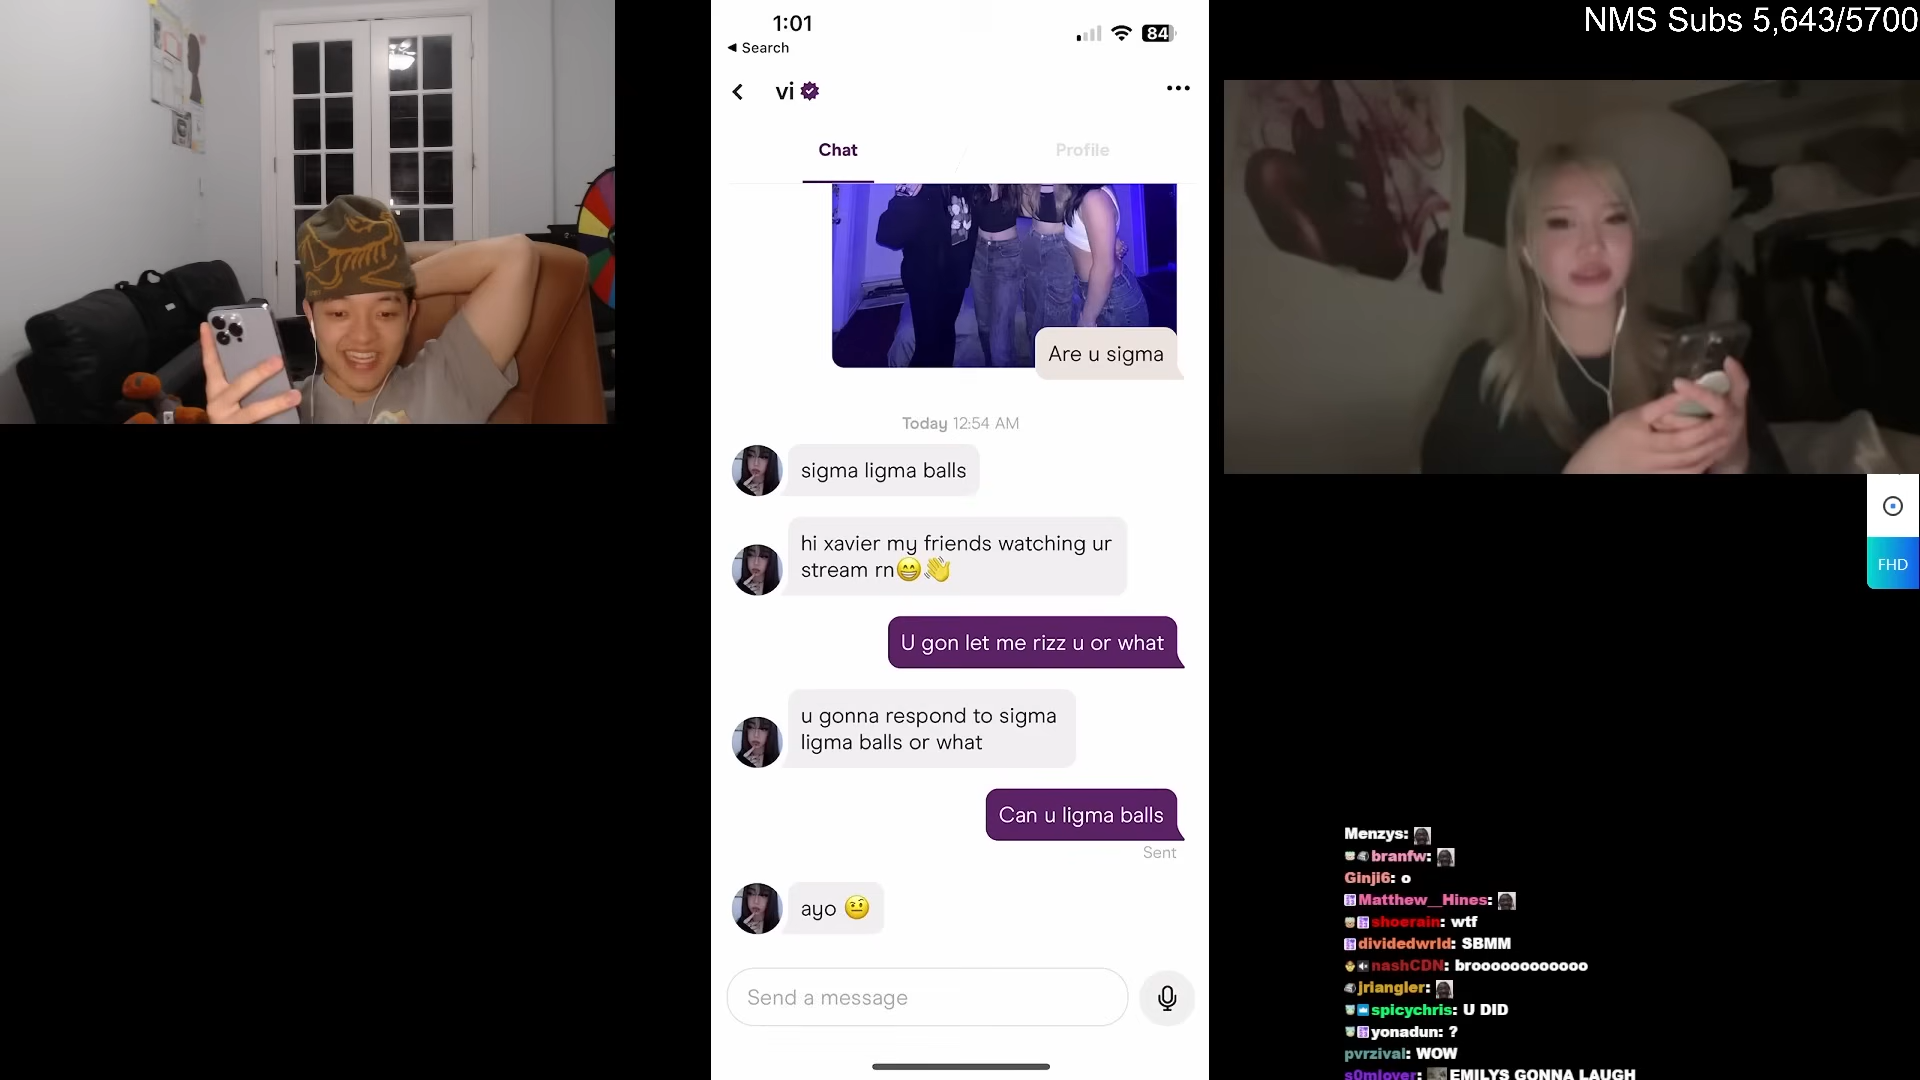 NMS Subs 5,643/5700
1:01
84
Search
vi
Chat
Profile
Are u sigma
Today 12:54 AM
sigma ligma balls
hi xavier my friends watching ur
stream rn😁👋
U gon let me rizz u or what
u gonna respond to sigma
ligma balls or what
Can u ligma balls
Sent
ayo 🤨
Send a message
FHD
Menzys:
branfw:
Ginji6: o
Matthew__Hines:
shoerain: wtf
dividedwrld: SBMM
nashCDN: broooooooooooo
jrlangler:
spicychris: U DID
yonadun: ?
pvrzival: WOW
s0mlover: EMILYS GONNA LAUGH